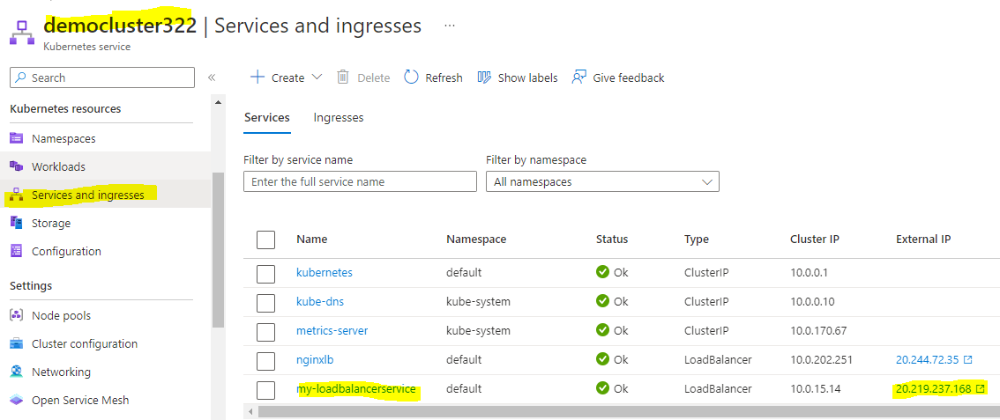 democluster322 | Services and ingresses ...
Kubernetes service
Search «
Create Delete Refresh Show labels Give feedback
Kubernetes resources
Namespaces
Workloads
Services and ingresses
Storage
Configuration
Settings
Node pools
Cluster configuration
Networking
Open Service Mesh
Services Ingresses
Filter by service name Filter by namespace
Enter the full service name All namespaces
Name Namespace Status Type Cluster IP External IP
kubernetes default Ok ClusterIP 10.0.0.1
kube-dns kube-system Ok ClusterIP 10.0.0.10
metrics-server kube-system Ok ClusterIP 10.0.170.67
nginxlb default Ok LoadBalancer 10.0.202.251 20.244.72.35
my-loadbalancerservice default Ok LoadBalancer 10.0.15.14 20.219.237.168